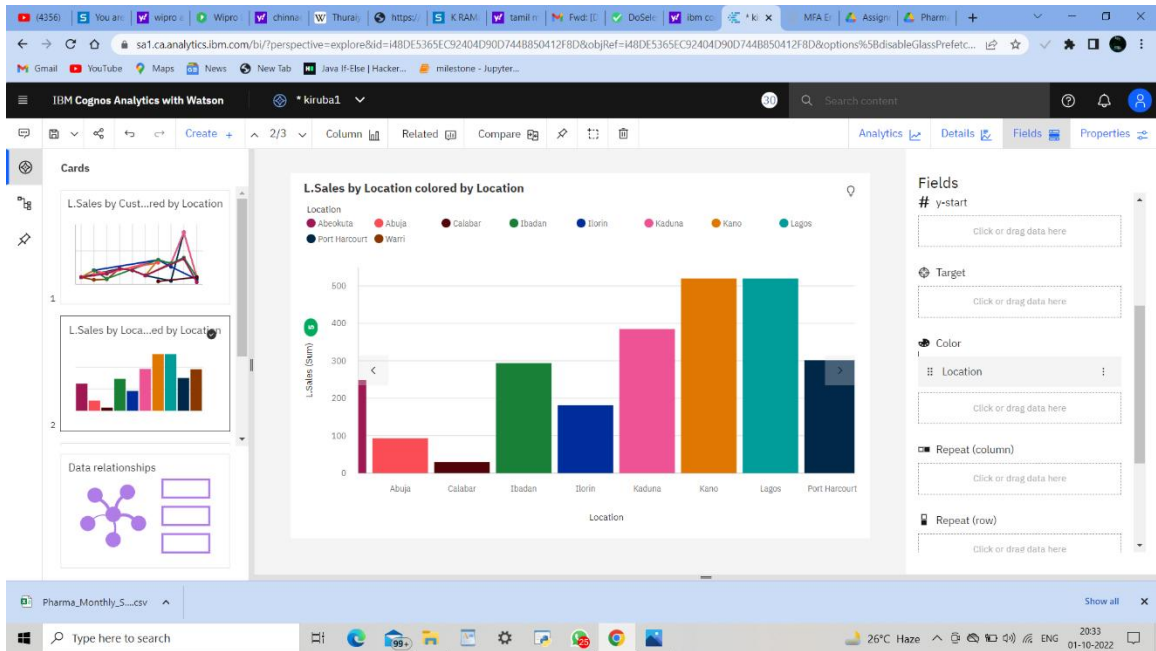 (4356) You are wipro a Wipro chinna Thuraiy https:/ K.RAM tamil n Fwd: [D DoSele ibm co * ki MFA Er Assign Pharm
sa1.ca.analytics.ibm.com/bi/?perspective=explore&id=i48DE5365EC92404D90D744B850412F8D&objRef=i48DE5365EC92404D90D744B850412F8D&options%5BdisableGlassPrefetc...
Gmail YouTube Maps News New Tab Java If-Else | Hacker... milestone - Jupyter...
IBM Cognos Analytics with Watson * kiruba1 30 Search content
Create + 2/3 Column Related Compare Analytics Details Fields Properties
Cards
L.Sales by Cust...red by Location
1
L.Sales by Loca...ed by Location
2
Data relationships
L.Sales by Location colored by Location
Location
Abeokuta Abuja Calabar Ibadan Ilorin Kaduna Kano Lagos
Port Harcourt Warri
500
400
300
200
100
0
L.Sales (Sum)
Abuja Calabar Ibadan Ilorin Kaduna Kano Lagos Port Harcourt
Location
Fields
# y-start
Click or drag data here
Target
Click or drag data here
Color
Location
Click or drag data here
Repeat (column)
Click or drag data here
Repeat (row)
Click or drag data here
Pharma_Monthly_S....csv Show all
Type here to search 99+ 25 26°C Haze ENG 20:33
01-10-2022